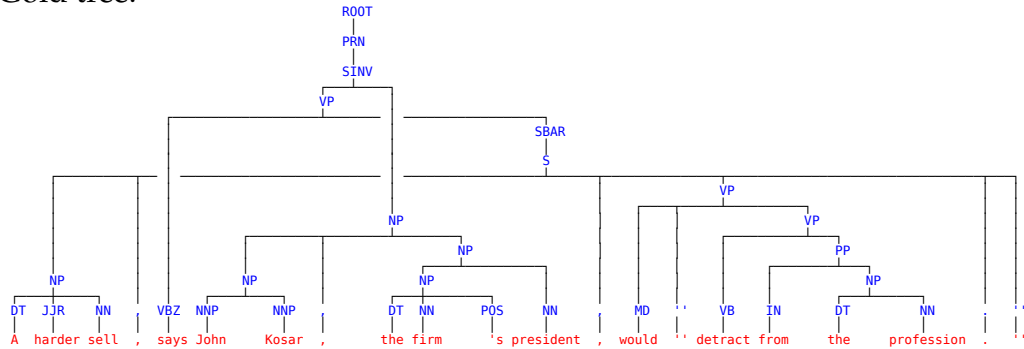 Gold tree:
ROOT
PRN
SINV
VP
SBAR
S
VP
NP VP
NP PP
NP NP NP NP
DT JJR NN , VBZ NNP NNP , DT NN POS NN , MD '' VB IN DT NN . ''
A harder sell , says John Kosar , the firm 's president , would '' detract from the profession . ''